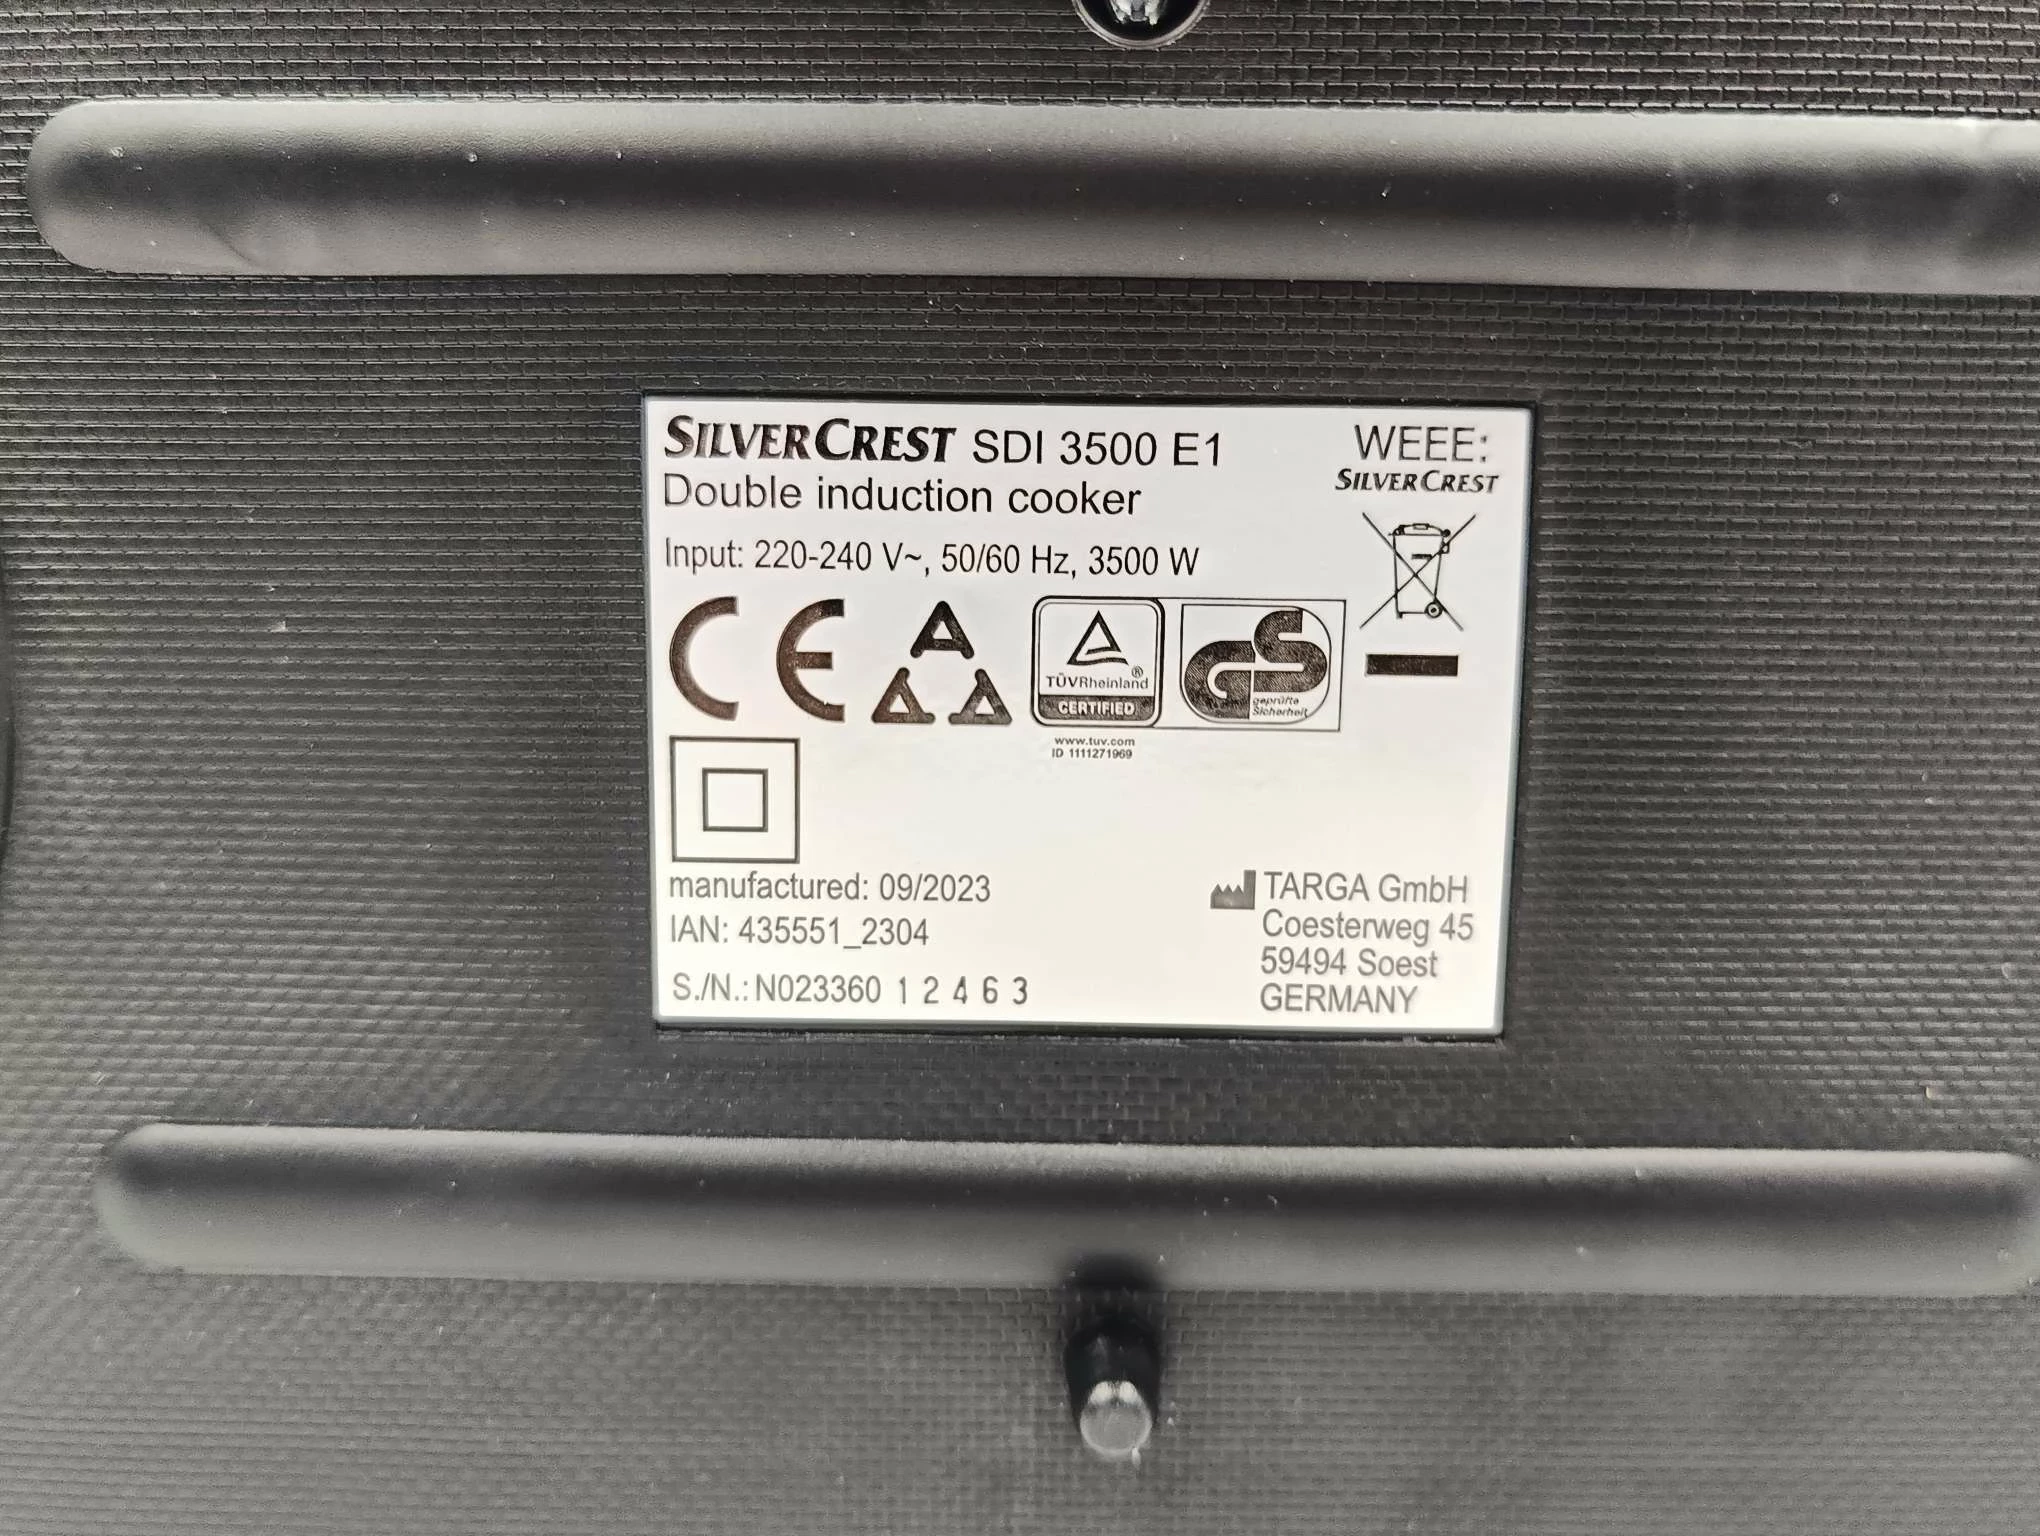 SILVERCREST SDI 3500 E1
Double induction cooker
Input: 220-240 V~, 50/60 Hz, 3500 W
WEEE:
SILVERCREST
CE
TÜVRheinland®
CERTIFIED
www.tuv.com
ID 1111271969
GS
geprüfte
Sicherheit
manufactured: 09/2023
IAN: 435551_2304
S./N.: N023360 1 2 4 6 3
TARGA GmbH
Coesterweg 45
59494 Soest
GERMANY